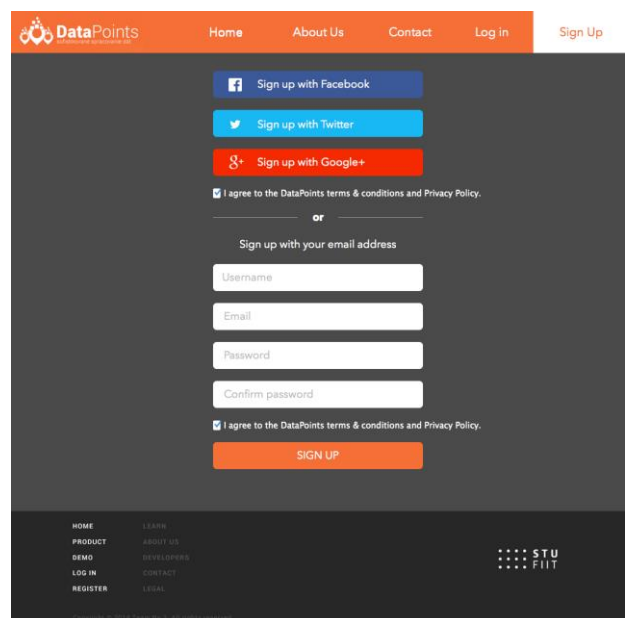 DataPoints
Home About Us Contact Log in Sign Up
Sign up with Facebook
Sign up with Twitter
8+ Sign up with Google+
I agree to the DataPoints terms & conditions and Privacy Policy.
or
Sign up with your email address
Username
Email
Password
Confirm password
I agree to the DataPoints terms & conditions and Privacy Policy.
SIGN UP
HOME LEARN
PRODUCT ABOUT US
DEMO DEVELOPERS
LOG IN CONTACT
REGISTER LEGAL
STU
FIIT